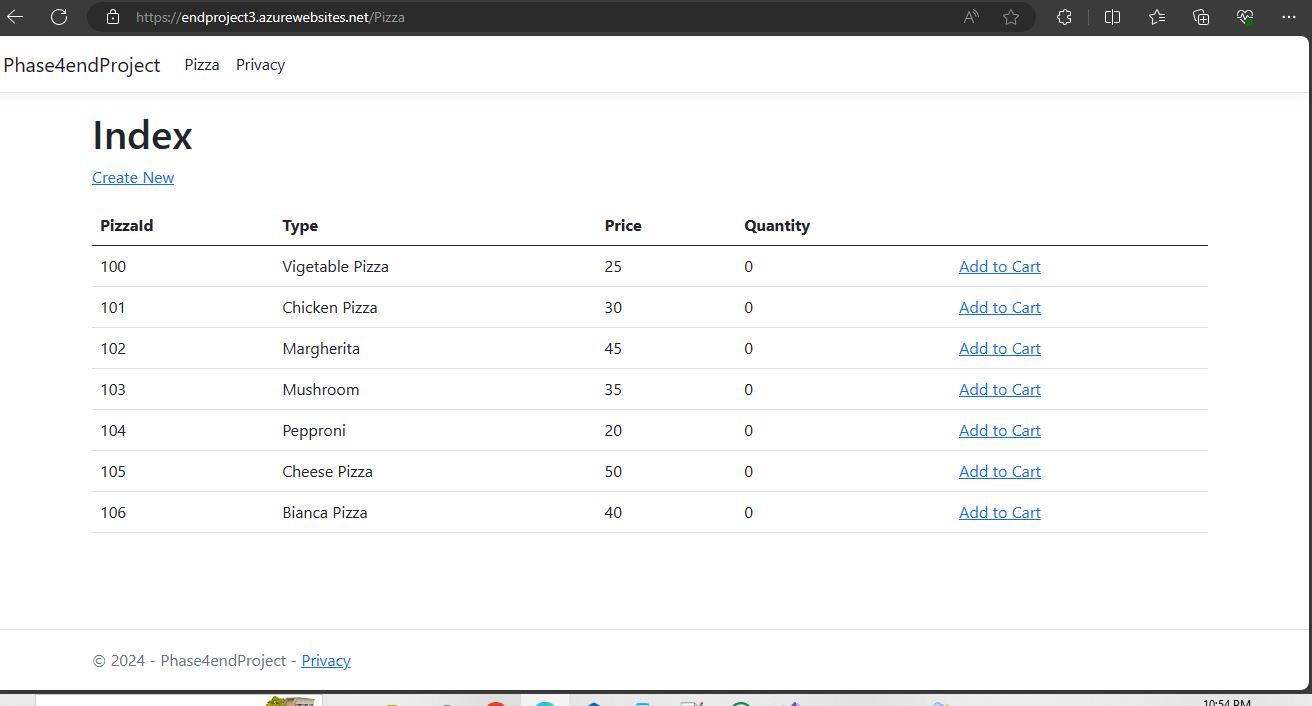 https://endproject3.azurewebsites.net/Pizza
Phase4endProject Pizza Privacy
Index
Create New
PizzaId Type Price Quantity
100 Vigetable Pizza 25 0 Add to Cart
101 Chicken Pizza 30 0 Add to Cart
102 Margherita 45 0 Add to Cart
103 Mushroom 35 0 Add to Cart
104 Pepproni 20 0 Add to Cart
105 Cheese Pizza 50 0 Add to Cart
106 Bianca Pizza 40 0 Add to Cart
© 2024 - Phase4endProject - Privacy
10:54 PM